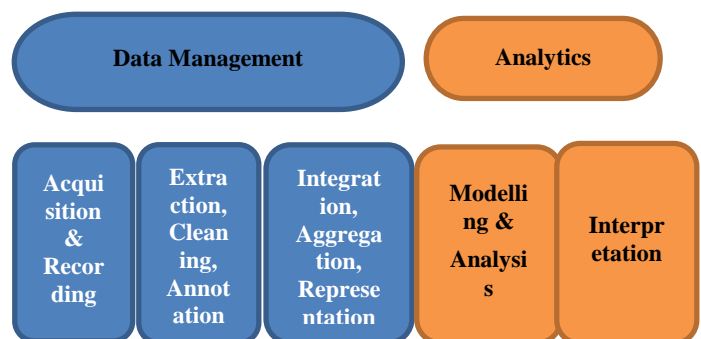 Data Management
Analytics
Acqui
sition
&
Recor
ding
Extra
ction,
Clean
ing,
Annot
ation
Integrat
ion,
Aggrega
tion,
Represe
ntation
Modelli
ng &
Analysi
s
Interpr
etation